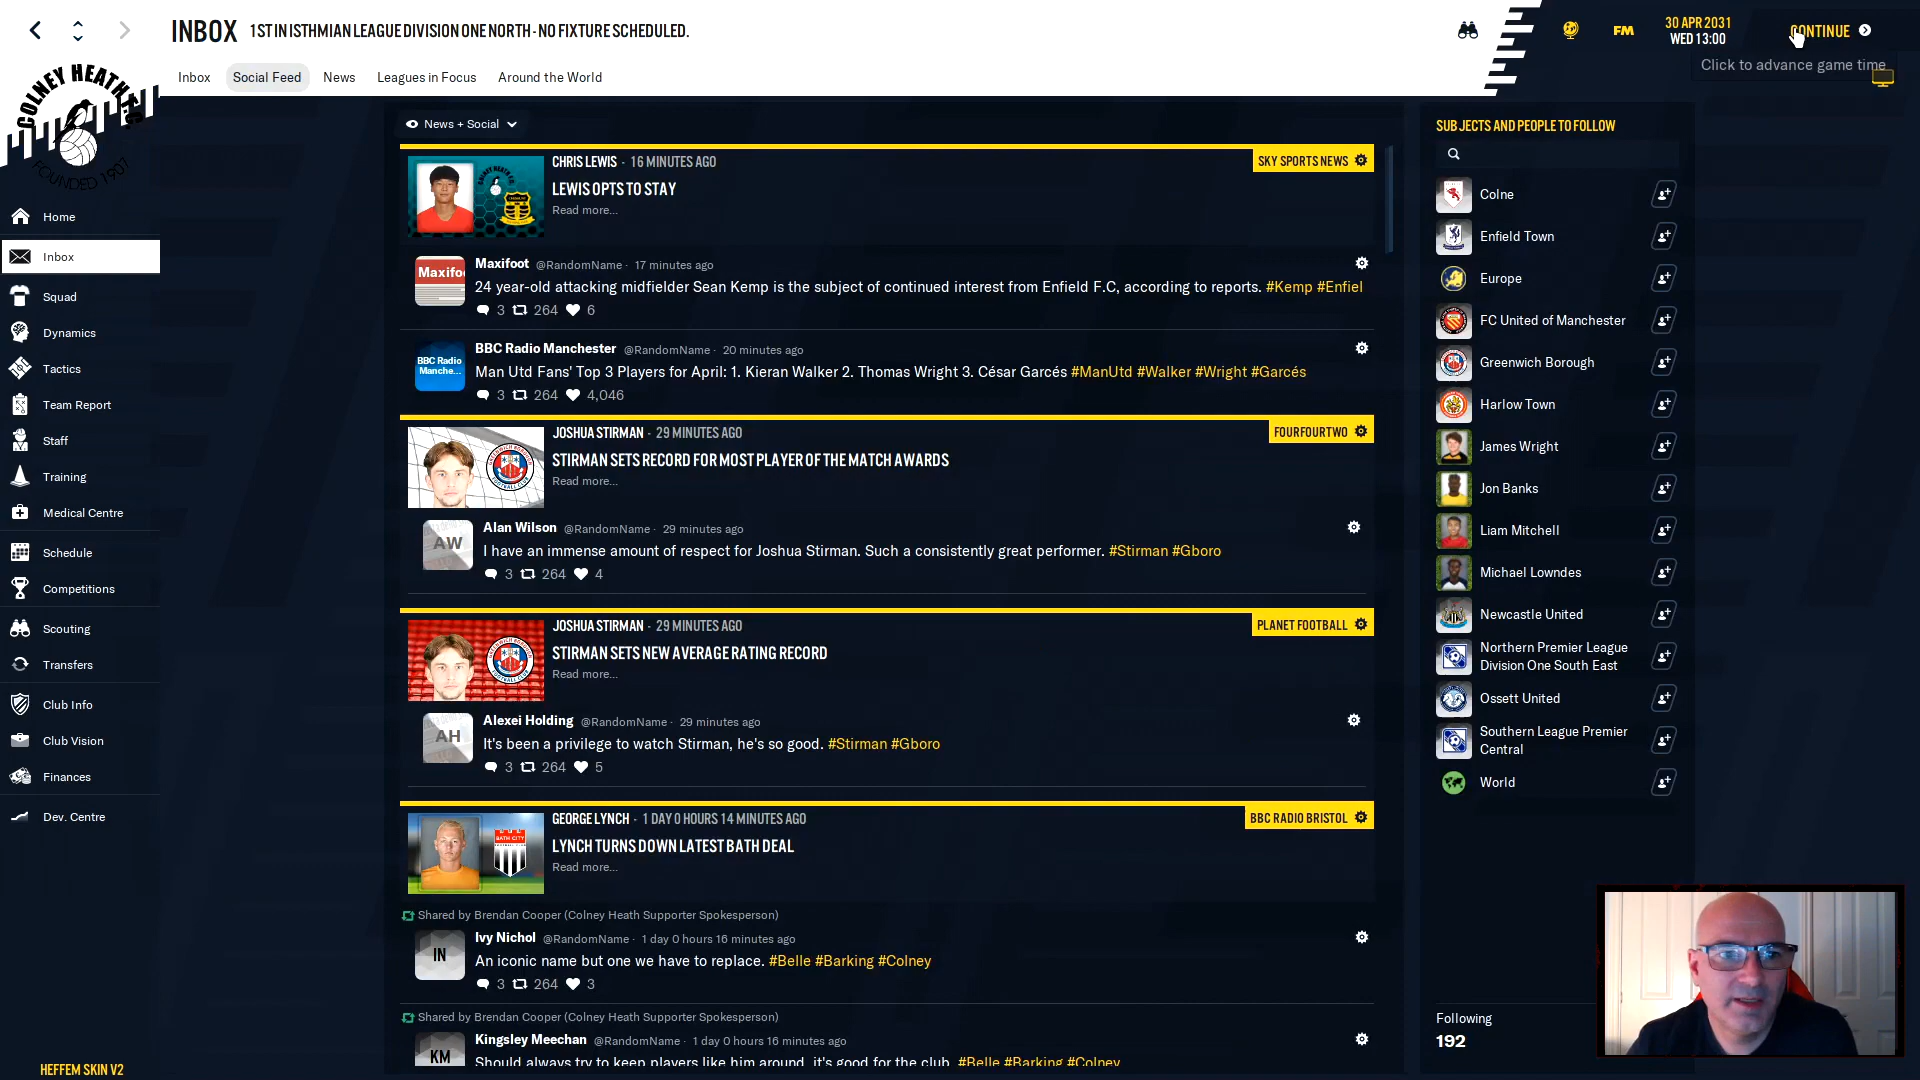 INBOX
1ST IN ISTHMIAN LEAGUE DIVISION ONE NORTH - NO FIXTURE SCHEDULED.
FM
30 APR 2031
WED 13:00
CONTINUE
Click to advance game time
Inbox
Social Feed
News
Leagues in Focus
Around the World
COLNEY HEATH F.C.
FOUNDED 1907
Home
Inbox
Squad
Dynamics
Tactics
Team Report
Staff
Training
Medical Centre
Schedule
Competitions
Scouting
Transfers
Club Info
Club Vision
Finances
Dev. Centre
HEFFEM SKIN V2
News + Social
CHRIS LEWIS - 16 MINUTES AGO
SKY SPORTS NEWS
LEWIS OPTS TO STAY
Read more...
Maxifoo
Maxifoot @RandomName · 17 minutes ago
24 year-old attacking midfielder Sean Kemp is the subject of continued interest from Enfield F.C, according to reports. #Kemp #Enfiel
3 264 6
BBC Radio
Manche...
BBC Radio Manchester @RandomName · 20 minutes ago
Man Utd Fans' Top 3 Players for April: 1. Kieran Walker 2. Thomas Wright 3. César Garcés #ManUtd #Walker #Wright #Garcés
3 264 4,046
JOSHUA STIRMAN - 29 MINUTES AGO
FOURFOURTWO
STIRMAN SETS RECORD FOR MOST PLAYER OF THE MATCH AWARDS
Read more...
AW
Alan Wilson @RandomName · 29 minutes ago
I have an immense amount of respect for Joshua Stirman. Such a consistently great performer. #Stirman #Gboro
3 264 4
JOSHUA STIRMAN - 29 MINUTES AGO
PLANET FOOTBALL
STIRMAN SETS NEW AVERAGE RATING RECORD
Read more...
AH
Alexei Holding @RandomName · 29 minutes ago
It's been a privilege to watch Stirman, he's so good. #Stirman #Gboro
3 264 5
GEORGE LYNCH - 1 DAY 0 HOURS 14 MINUTES AGO
BBC RADIO BRISTOL
BATH CITY
LYNCH TURNS DOWN LATEST BATH DEAL
Read more...
Shared by Brendan Cooper (Colney Heath Supporter Spokesperson)
IN
Ivy Nichol @RandomName · 1 day 0 hours 16 minutes ago
An iconic name but one we have to replace. #Belle #Barking #Colney
3 264 3
Shared by Brendan Cooper (Colney Heath Supporter Spokesperson)
KM
Kingsley Meechan @RandomName · 1 day 0 hours 16 minutes ago
Should always try to keep players like him around, it's good for the club. #Belle #Barking #Colney
SUBJECTS AND PEOPLE TO FOLLOW
Colne
Enfield Town
Europe
FC United of Manchester
Greenwich Borough
Harlow Town
James Wright
Jon Banks
Liam Mitchell
Michael Lowndes
Newcastle United
Northern Premier League
Division One South East
Ossett United
Southern League Premier
Central
World
Following
192